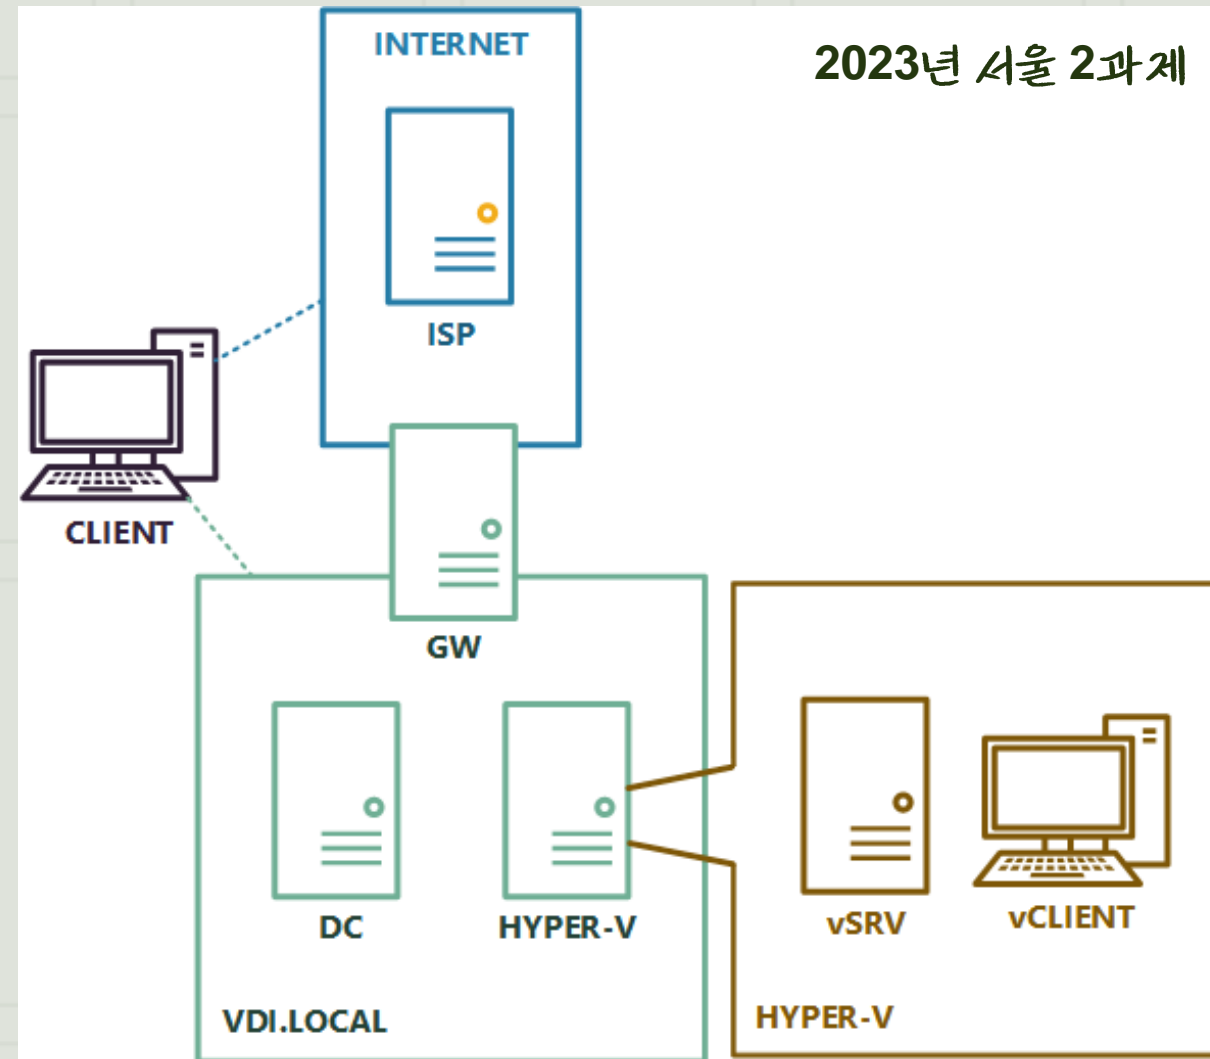 INTERNET
2023년 서울 2과제
ISP
CLIENT
GW
DC
HYPER-V
vSRV
vCLIENT
VDI.LOCAL
HYPER-V